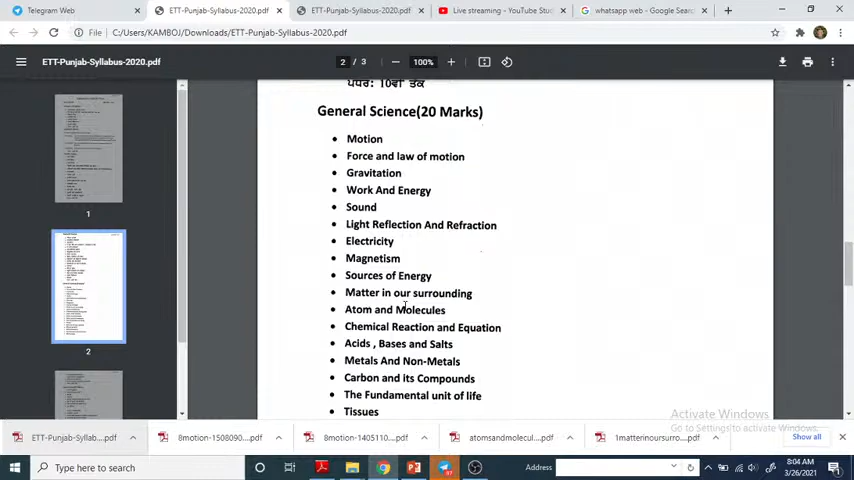 Telegram Web
ETT-Punjab-Syllabus-2020.pdf
ETT-Punjab-Syllabus-2020.pdf
Live streaming - YouTube Stu
whatsapp web - Google Sear
File
C:/Users/KAMBOJ/Downloads/ETT-Punjab-Syllabus-2020.pdf
ETT-Punjab-Syllabus-2020.pdf
2 / 3
100%
ਪੱਧਰ: 10ਵੀਂ ਤੱਕ
General Science(20 Marks)
• Motion
• Force and law of motion
• Gravitation
• Work And Energy
• Sound
• Light Reflection And Refraction
• Electricity
• Magnetism
• Sources of Energy
• Matter in our surrounding
• Atom and Molecules
• Chemical Reaction and Equation
• Acids , Bases and Salts
• Metals And Non-Metals
• Carbon and its Compounds
• The Fundamental unit of life
• Tissues
1
2
Activate Windows
Go to Settings to activate Windows.
ETT-Punjab-Syllab....pdf
8motion-1508090....pdf
8motion-1405110....pdf
atomsandmolecul....pdf
1matterinoursurro....pdf
Show all
Type here to search
Address
8:04 AM
3/26/2021